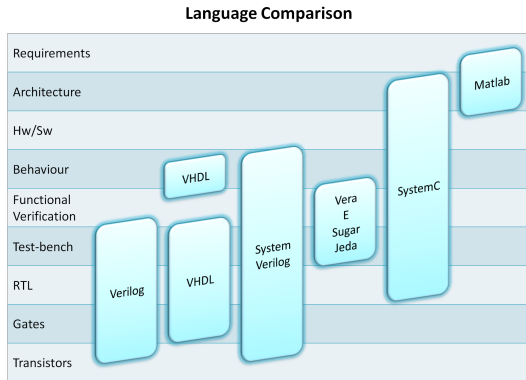 Language Comparison
Requirements
Architecture
Hw/Sw
Behaviour
Functional
Verification
Test-bench
RTL
Gates
Transistors
Verilog
VHDL
VHDL
System
Verilog
Vera
E
Sugar
Jeda
SystemC
Matlab